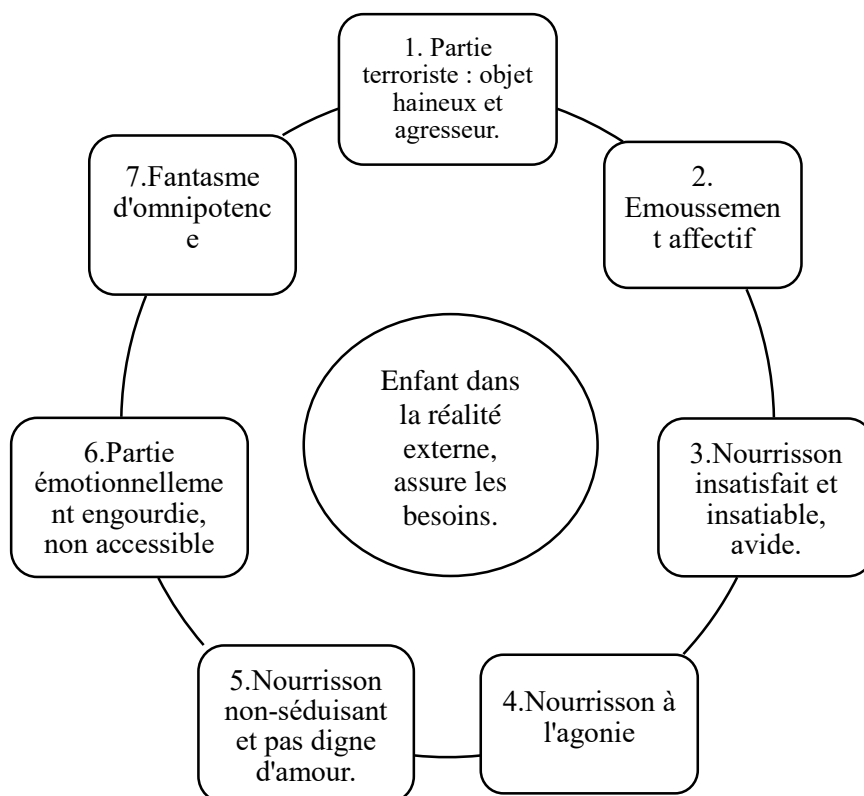 1. Partie
terroriste : objet
haineux et
agresseur.
2.
Emoussemen
t affectif
3.Nourrisson
insatisfait et
insatiable,
avide.
4.Nourrisson à
l'agonie
5.Nourrisson
non-séduisant
et pas digne
d'amour.
6.Partie
émotionnelleme
nt engourdie,
non accessible
7.Fantasme
d'omnipotenc
e
Enfant dans
la réalité
externe,
assure les
besoins.